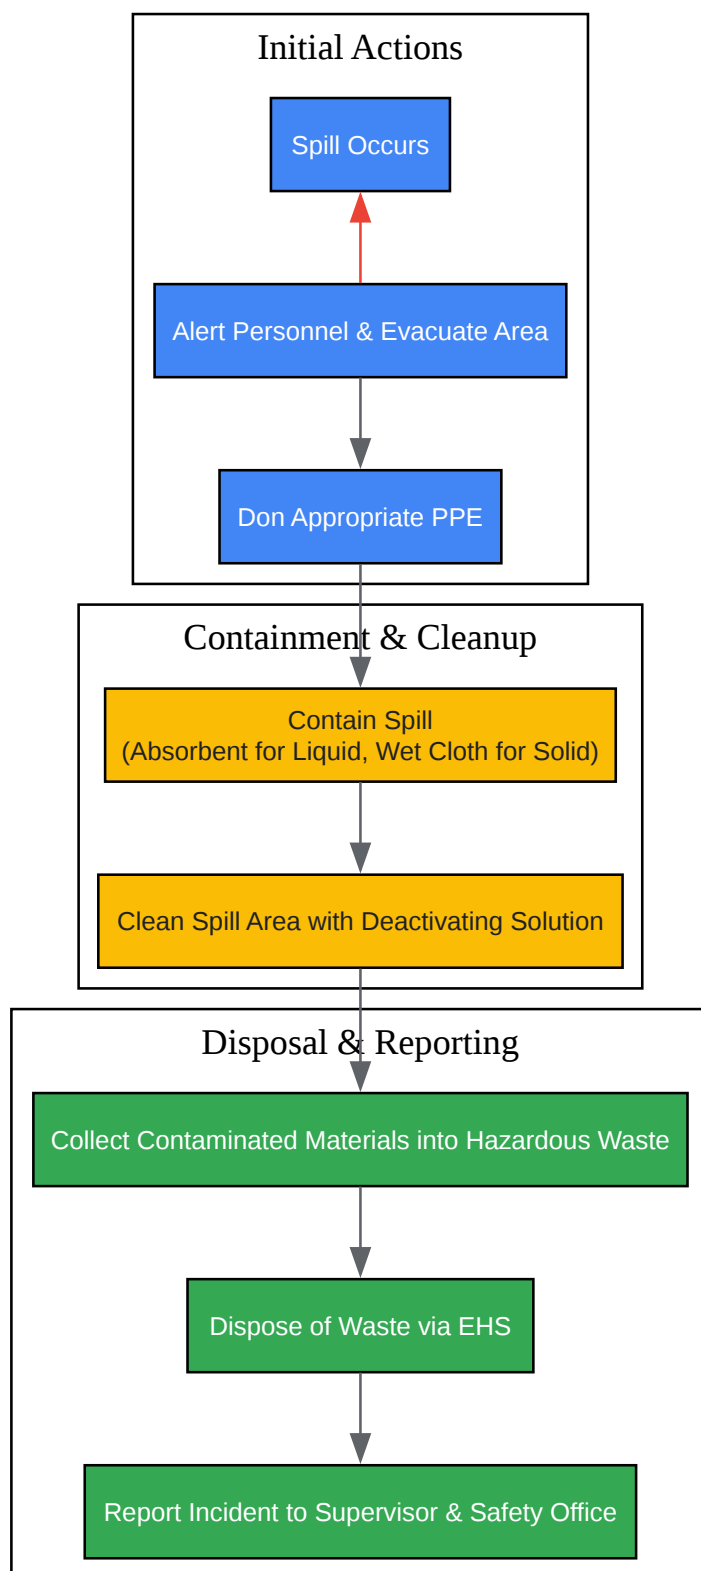 Initial Actions
Spill Occurs
Alert Personnel & Evacuate Area
Don Appropriate PPE
Containment & Cleanup
Contain Spill
(Absorbent for Liquid, Wet Cloth for Solid)
Clean Spill Area with Deactivating Solution
Disposal & Reporting
Collect Contaminated Materials into Hazardous Waste
Dispose of Waste via EHS
Report Incident to Supervisor & Safety Office